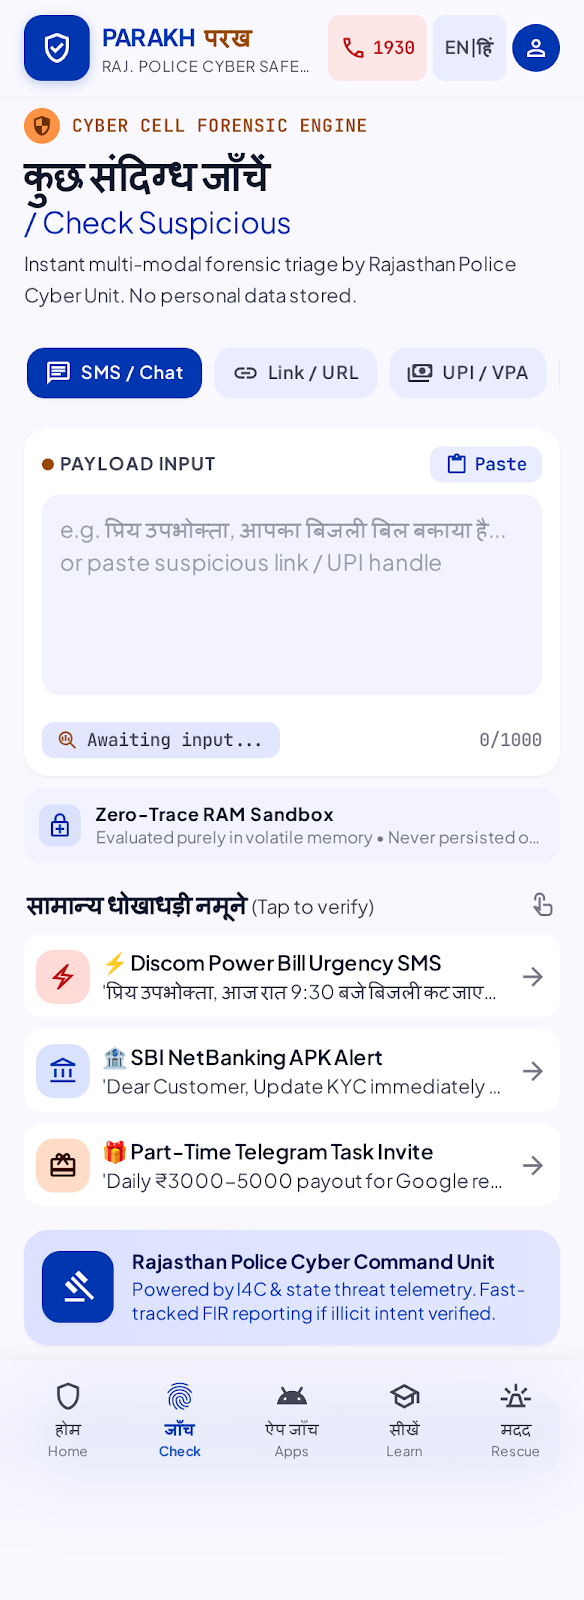 PARAKH परख
RAJ. POLICE CYBER SAFE...
1930
EN|हिं
CYBER CELL FORENSIC ENGINE
कुछ संदिग्ध जाँचें
/ Check Suspicious
Instant multi-modal forensic triage by Rajasthan Police
Cyber Unit. No personal data stored.
SMS / Chat
Link / URL
UPI / VPA
PAYLOAD INPUT
Paste
e.g. प्रिय उपभोक्ता, आपका बिजली बिल बकाया है...
or paste suspicious link / UPI handle
Awaiting input...
0/1000
Zero-Trace RAM Sandbox
Evaluated purely in volatile memory • Never persisted o...
सामान्य धोखाधड़ी नमूने (Tap to verify)
⚡ Discom Power Bill Urgency SMS
'प्रिय उपभोक्ता, आज रात 9:30 बजे बिजली कट जाए...
🏦 SBI NetBanking APK Alert
'Dear Customer, Update KYC immediately ...
🎁 Part-Time Telegram Task Invite
'Daily ₹3000-5000 payout for Google re...
Rajasthan Police Cyber Command Unit
Powered by I4C & state threat telemetry. Fast-
tracked FIR reporting if illicit intent verified.
होम
Home
जाँच
Check
ऐप जाँच
Apps
सीखें
Learn
मदद
Rescue